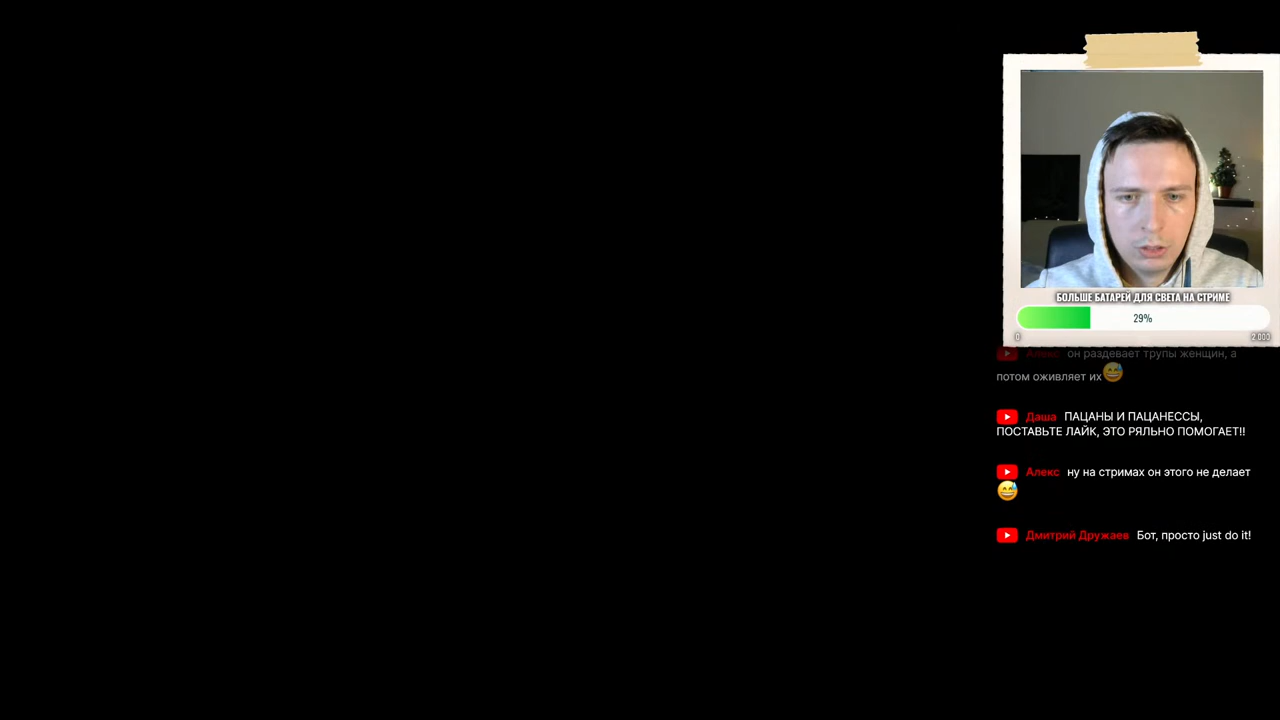 БОЛЬШЕ БАТАРЕЙ ДЛЯ СВЕТА НА СТРИМЕ
29%
0 2 000
Алекс он раздевает трупы женщин, а
потом оживляет их😅
Даша ПАЦАНЫ И ПАЦАНЕССЫ,
ПОСТАВЬТЕ ЛАЙК, ЭТО РЯЛЬНО ПОМОГАЕТ!!
Алекс ну на стримах он этого не делает
😅
Дмитрий Дружаев Бот, просто just do it!